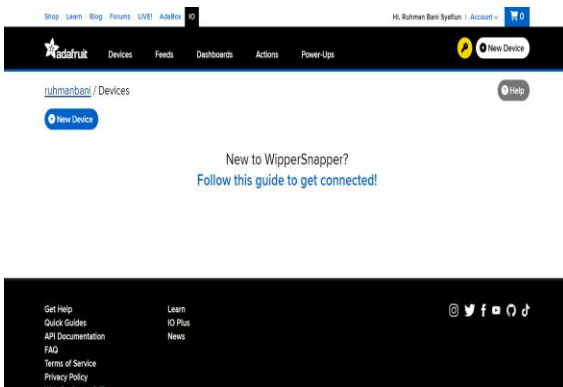 Shop Learn Blog Forums LIVE! AdaBox IO
Hi, Ruhman Bani Syafiun | Account 0
adafruit Devices Feeds Dashboards Actions Power-Ups New Device
ruhmanbani / Devices
Help
New Device
New to WipperSnapper?
Follow this guide to get connected!
Get Help
Quick Guides
API Documentation
FAQ
Terms of Service
Privacy Policy
Learn
IO Plus
News